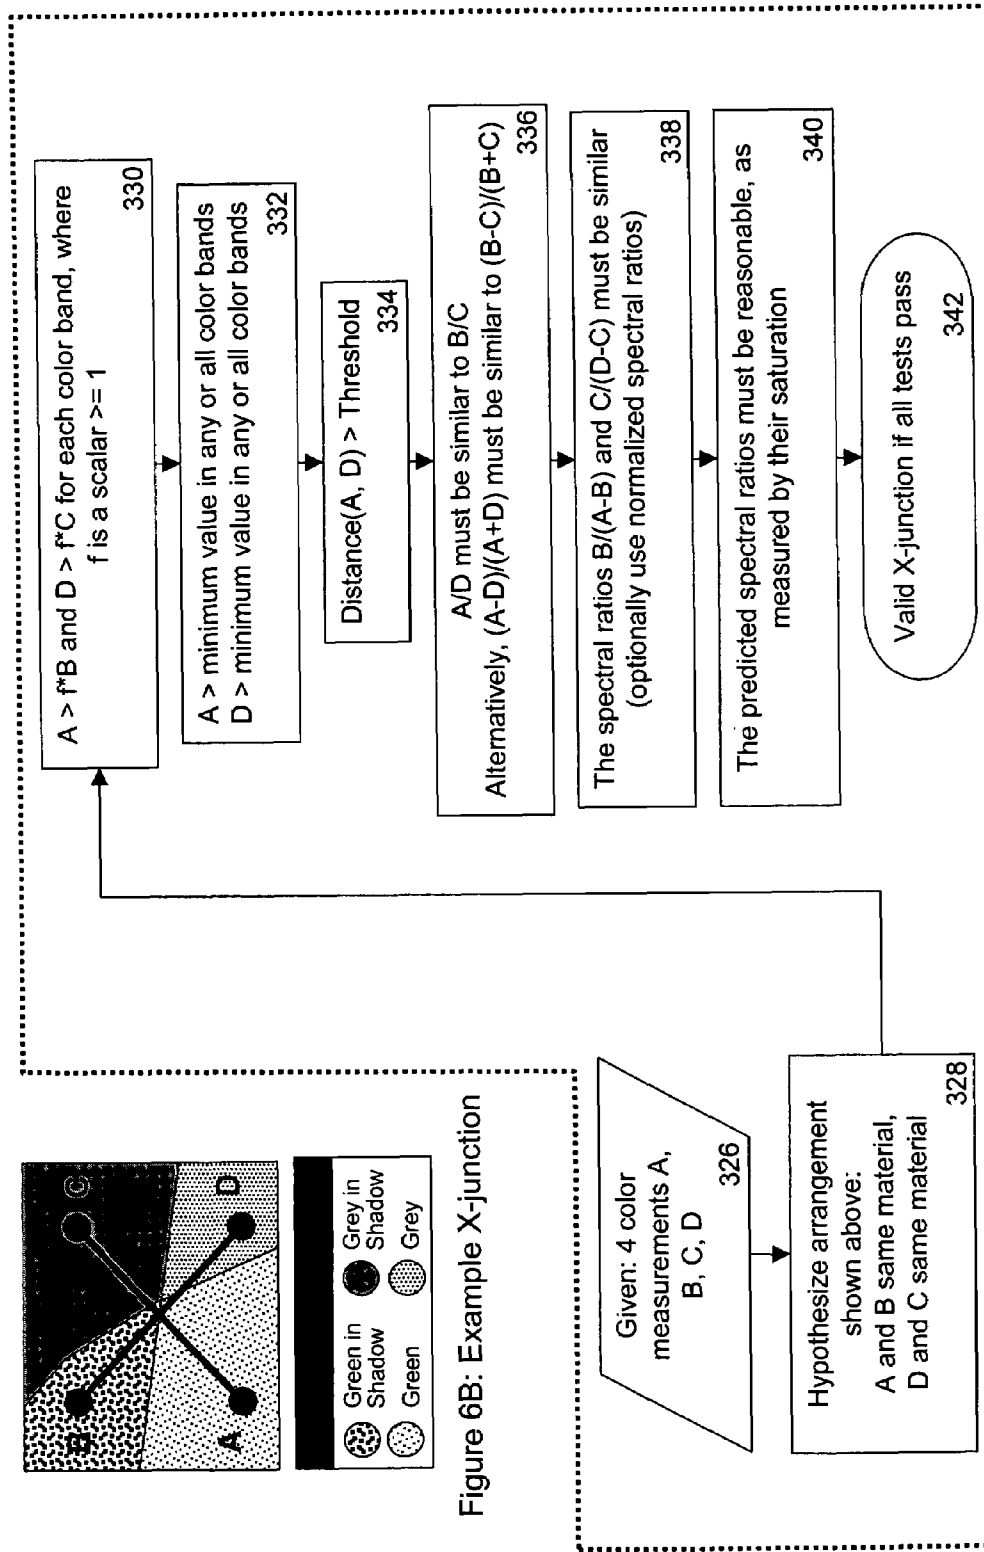 B
C
A
D
Green in
Shadow
Grey in
Shadow
Green
Grey
Figure 6B: Example X-junction
Given: 4 color
measurements A,
B, C, D
326
Hypothesize arrangement
shown above:
A and B same material,
D and C same material
328
A > f*B and D > f*C for each color band, where
f is a scalar >= 1
330
A > minimum value in any or all color bands
D > minimum value in any or all color bands
332
Distance(A, D) > Threshold
334
A/D must be similar to B/C
Alternatively, (A-D)/(A+D) must be similar to (B-C)/(B+C)
336
The spectral ratios B/(A-B) and C/(D-C) must be similar
(optionally use normalized spectral ratios)
338
The predicted spectral ratios must be reasonable, as
measured by their saturation
340
Valid X-junction if all tests pass
342